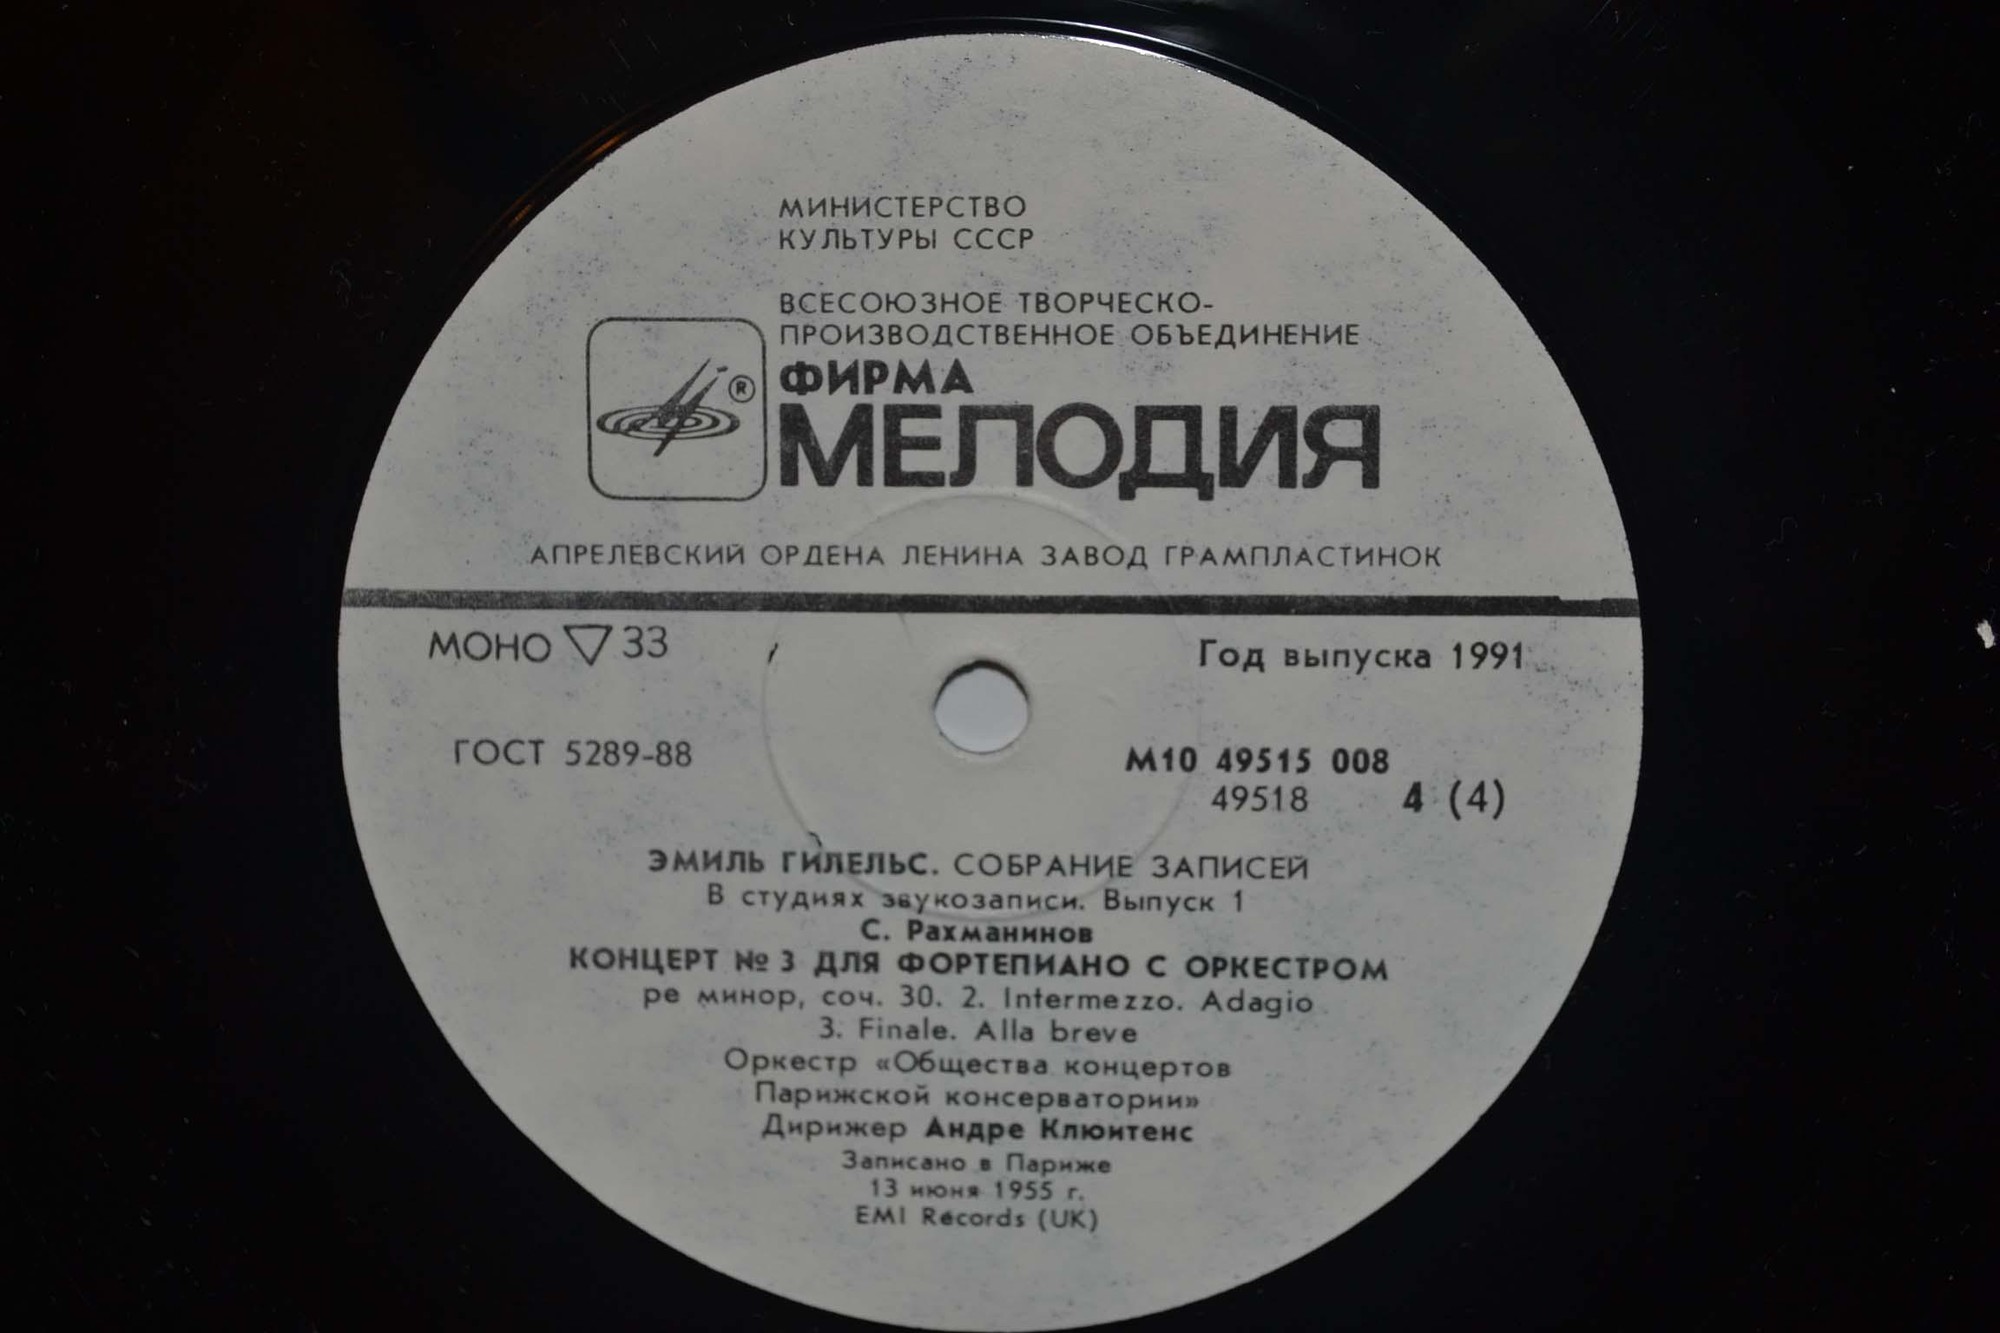 МИНИСТЕРСТВО
КУЛЬТУРЫ СССР
ВСЕСОЮЗНОЕ ТВОРЧЕСКО-
ПРОИЗВОДСТВЕННОЕ ОБЪЕДИНЕНИЕ
ФИРМА
® МЕЛОДИЯ
АПРЕЛЕВСКИЙ ОРДЕНА ЛЕНИНА ЗАВОД ГРАМПЛАСТИНОК
МОНО ▽ 33 Год выпуска 1991
ГОСТ 5289-88 М10 49515 008
49518 4 (4)
ЭМИЛЬ ГИЛЕЛЬС. СОБРАНИЕ ЗАПИСЕЙ
В студиях звукозаписи. Выпуск 1
С. Рахманинов
КОНЦЕРТ № 3 ДЛЯ ФОРТЕПИАНО С ОРКЕСТРОМ
ре минор, соч. 30. 2. Intermezzo. Adagio
3. Finale. Alla breve
Оркестр «Общества концертов
Парижской консерватории»
Дирижер Андре Клюитенс
Записано в Париже
13 июня 1955 г.
EMI Records (UK)